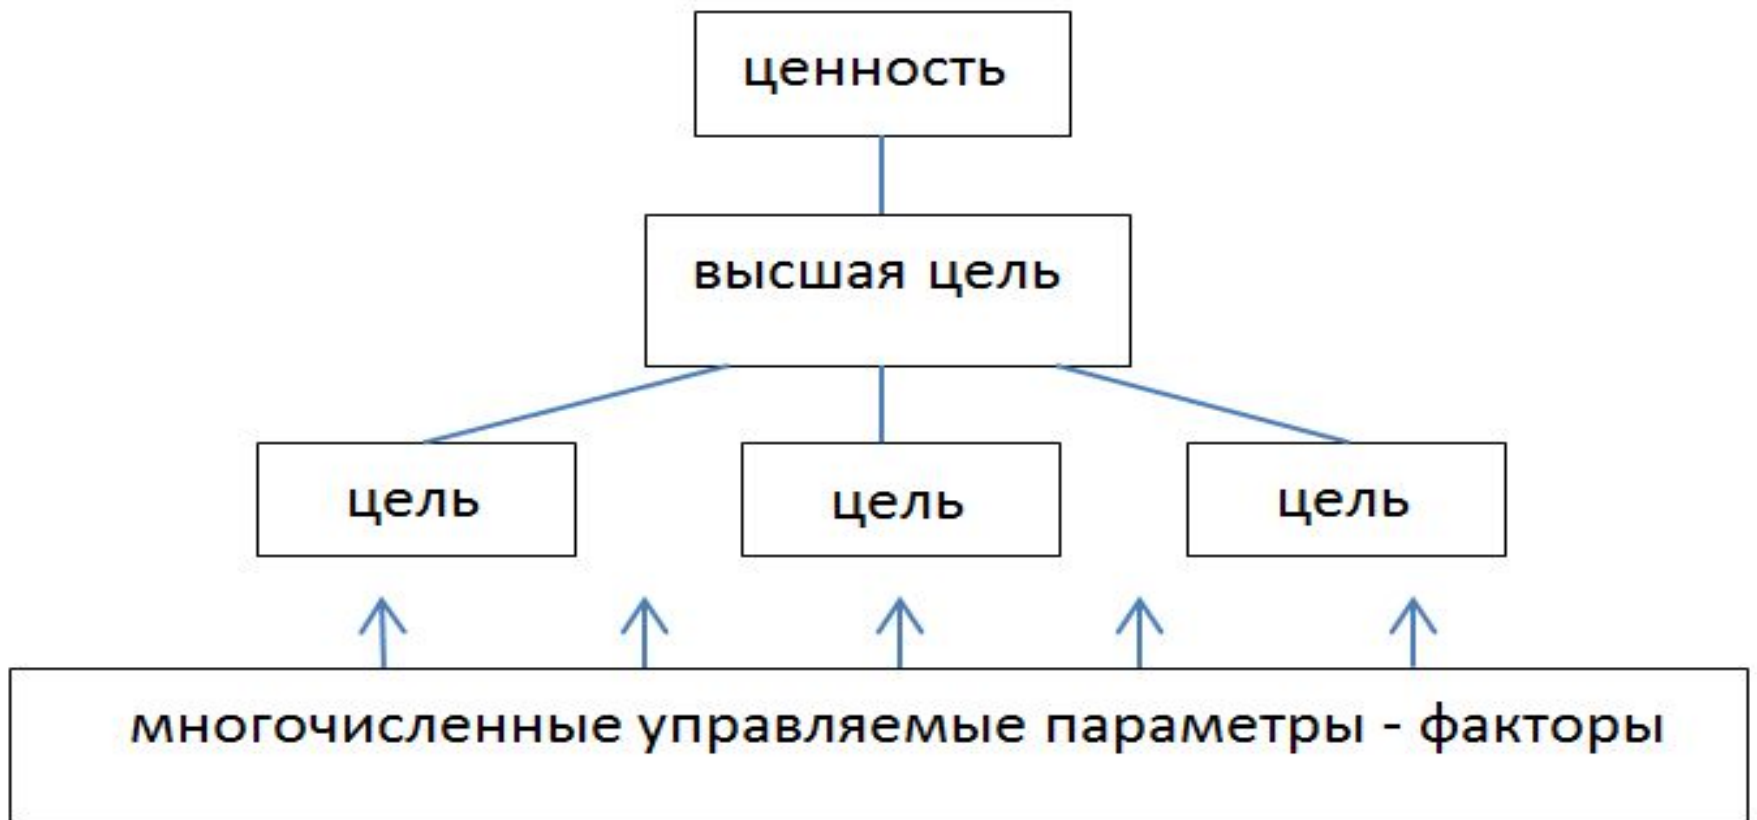 ценность
высшая цель
цель
цель
цель
многочисленные управляемые параметры - факторы